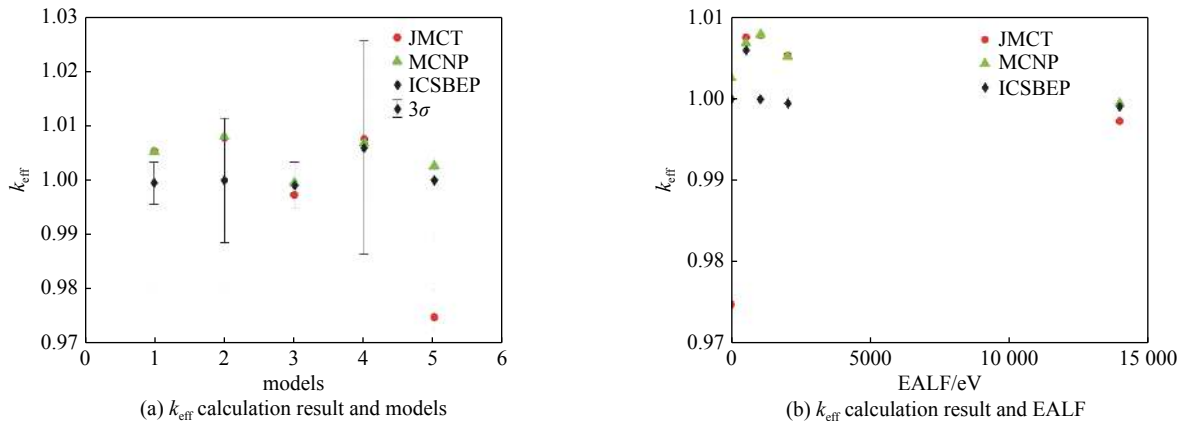 1.03
1.02
1.01
1.00
0.99
0.98
0.97
k_eff
JMCT
MCNP
ICSBEP
3σ
0 1 2 3 4 5 6
models
(a) k_eff calculation result and models
1.01
1.00
0.99
0.98
0.97
k_eff
JMCT
MCNP
ICSBEP
0 5000 10 000 15 000
EALF/eV
(b) k_eff calculation result and EALF